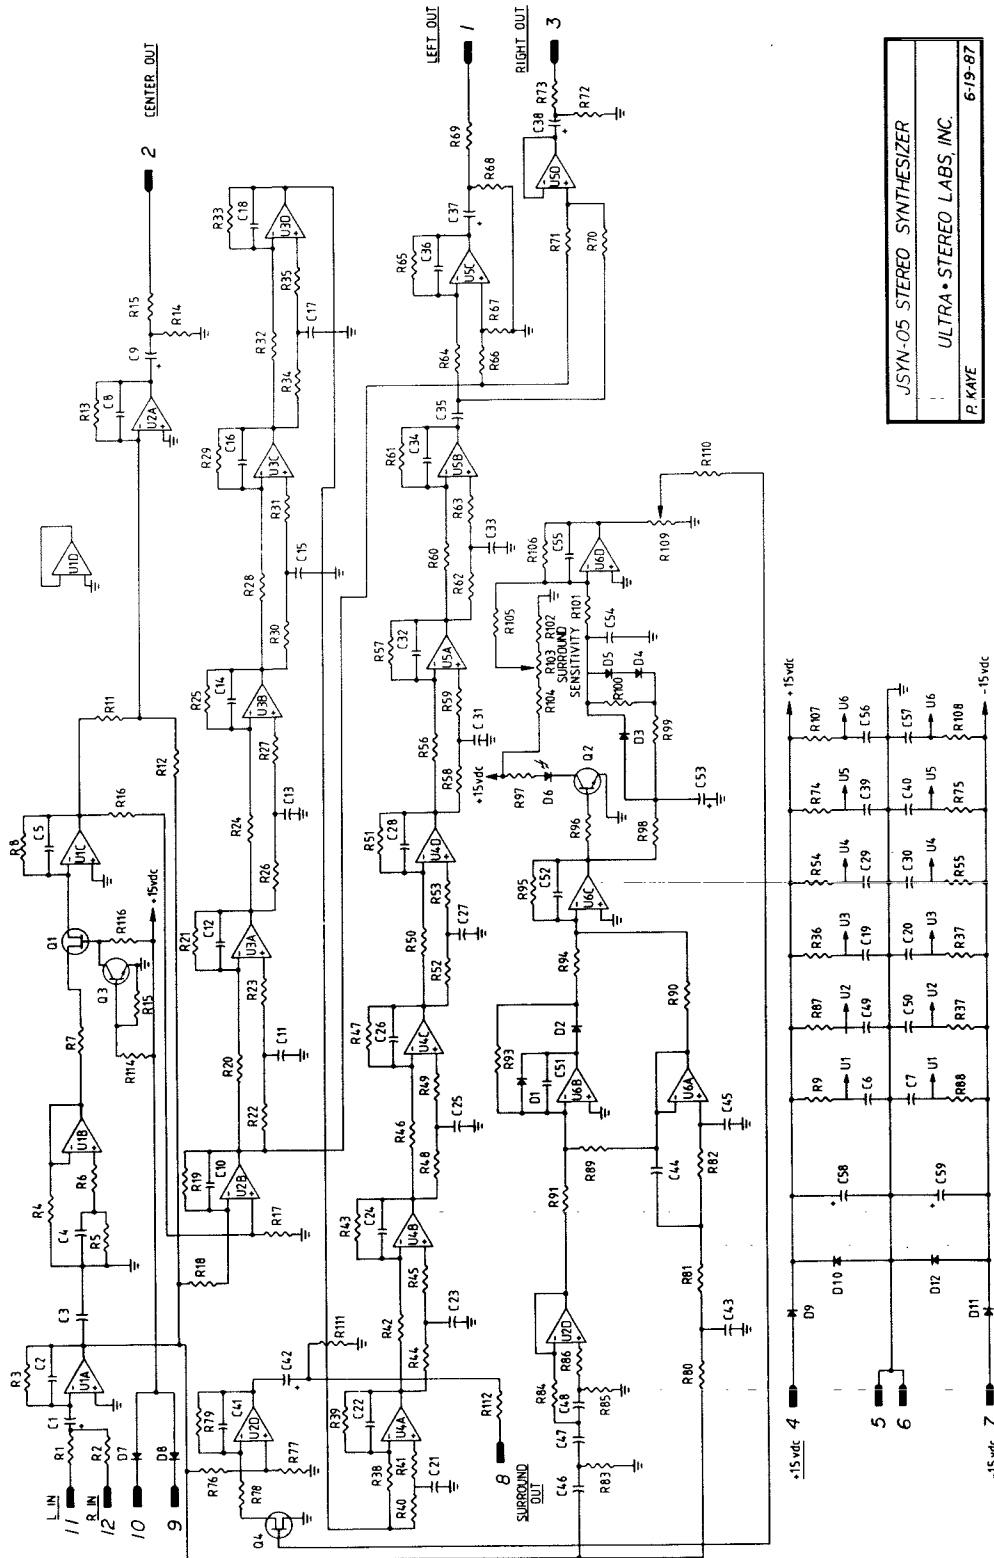 CENTER OUT
2
LEFT OUT
1
RIGHT OUT
3
R13
C8
U2A
C9
R15
R14
U1D
R11
R12
R8
C5
U1C
R16
Q1
R116
+15vdc
Q3
R15
R114
R7
R4
U1B
R6
C4
R5
C3
R3
C2
U1A
C1
R1
R2
L IN
11
R IN
12
10
9
D7
D8
R33
C18
U3D
R35
R32
C17
R34
R29
C16
U3C
R31
R28
C15
R30
R25
C14
U3B
R27
R24
C13
R26
R21
C12
U3A
R23
R20
C11
R22
R19
C10
U2B
R17
R18
R69
R68
C37
R65
C36
U5C
R67
R64
R66
R73
C38
R72
U5D
R71
R70
C35
R61
C34
U5B
R63
R60
C33
R62
R57
C32
U5A
R59
R56
C31
R58
R51
C28
U4D
R53
R50
C27
R52
R47
C26
U4C
R49
R46
C25
R48
R43
C24
U4B
R45
R42
C23
R44
R39
C22
U4A
R41
R38
C21
R40
R111
C42
R79
C41
U2D
R77
R76
R78
Q4
R112
8
SURROUND
OUT
R110
R109
R106
C55
U6D
R105
R101
R102
R103
SURROUND
SENSITIVITY
R104
C54
D5
D4
R100
D3
R99
+15vdc
R97
D6
Q2
R96
R98
C53
R95
C52
U6C
R94
R90
R93
D2
D1
C51
U6B
U6A
C45
R89
C44
R82
R91
R81
U2D
R84
R86
C48
R85
C47
C46
R83
C43
R80
+15vdc
4
5
6
-15vdc
7
D9
D10
D12
D11
C58
C59
R9
U1
C6
C7
U1
R88
R87
U2
C49
C50
U2
R37
R36
U3
C19
C20
U3
R37
R54
U4
C29
C30
U4
R55
R74
U5
C39
C40
U5
R75
R107
U6
C56
C57
U6
R108
+15vdc
-15vdc
JSYN-05 STEREO SYNTHESIZER
ULTRA•STEREO LABS, INC.
P. KAYE
6-19-87